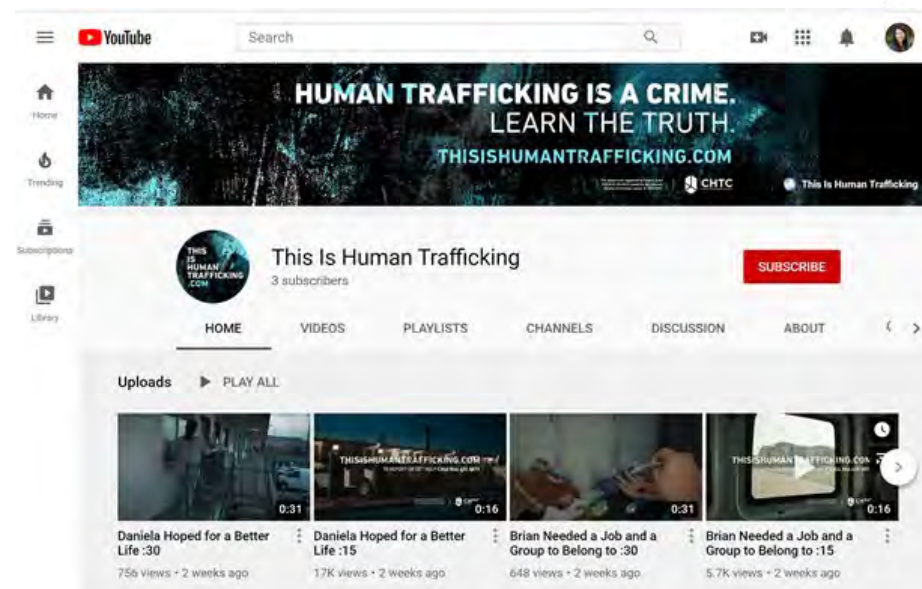 YouTube
Search
Home
Trending
Subscriptions
Library
HUMAN TRAFFICKING IS A CRIME.
LEARN THE TRUTH.
THISISHUMANTRAFFICKING.COM
CHTC
This Is Human Trafficking
THIS
IS
HUMAN
TRAFFICKING
.COM
This Is Human Trafficking
3 subscribers
SUBSCRIBE
HOME VIDEOS PLAYLISTS CHANNELS DISCUSSION ABOUT
Uploads PLAY ALL
THISISHUMANTRAFFICKING.COM
THISISHUMANTRAFFICKING.COM
0:31 0:16 0:31 0:16
Daniela Hoped for a Better
Life :30
756 views • 2 weeks ago
Daniela Hoped for a Better
Life :15
17K views • 2 weeks ago
Brian Needed a Job and a
Group to Belong to :30
648 views • 2 weeks ago
Brian Needed a Job and a
Group to Belong to :15
5.7K views • 2 weeks ago